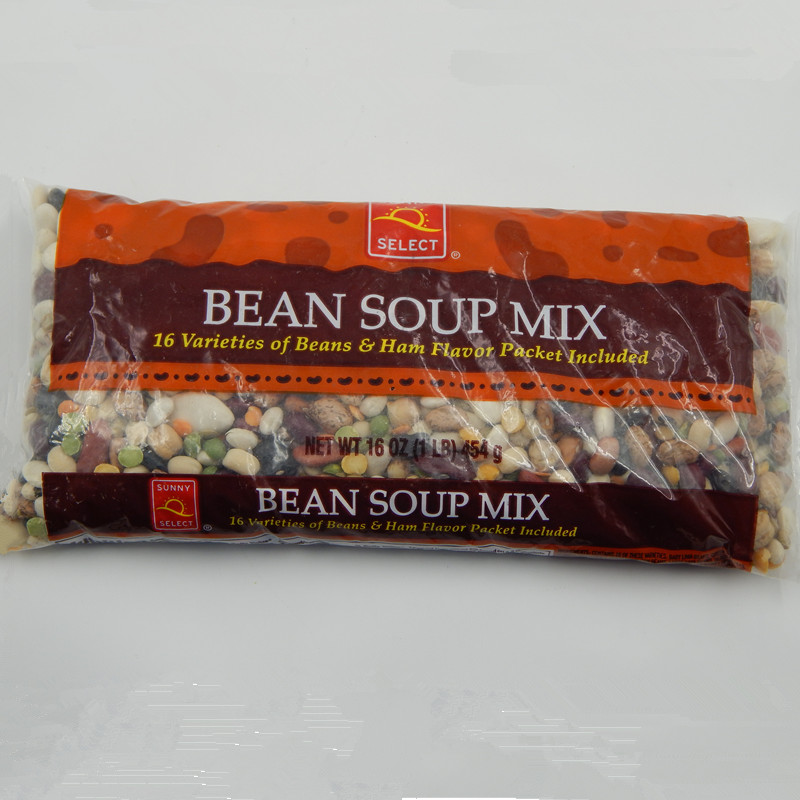 SELECT
®
BEAN SOUP MIX
16 Varieties of Beans & Ham Flavor Packet Included
NET WT 16 OZ (1 LB) 454 g
SUNNY
SELECT
®
BEAN SOUP MIX
16 Varieties of Beans & Ham Flavor Packet Included